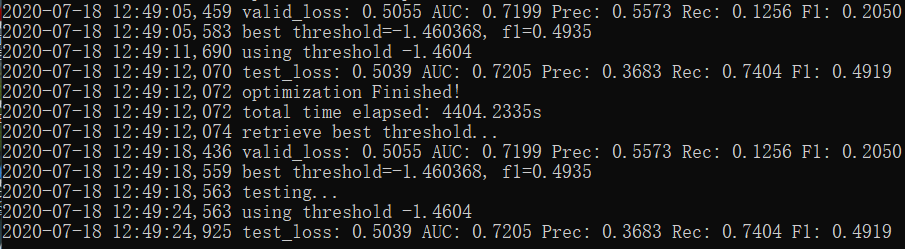 2020-07-18 12:49:05,459 valid_loss: 0.5055 AUC: 0.7199 Prec: 0.5573 Rec: 0.1256 F1: 0.2050
2020-07-18 12:49:05,583 best threshold=-1.460368, f1=0.4935
2020-07-18 12:49:11,690 using threshold -1.4604
2020-07-18 12:49:12,070 test_loss: 0.5039 AUC: 0.7205 Prec: 0.3683 Rec: 0.7404 F1: 0.4919
2020-07-18 12:49:12,072 optimization Finished!
2020-07-18 12:49:12,072 total time elapsed: 4404.2335s
2020-07-18 12:49:12,074 retrieve best threshold...
2020-07-18 12:49:18,436 valid_loss: 0.5055 AUC: 0.7199 Prec: 0.5573 Rec: 0.1256 F1: 0.2050
2020-07-18 12:49:18,559 best threshold=-1.460368, f1=0.4935
2020-07-18 12:49:18,563 testing...
2020-07-18 12:49:24,563 using threshold -1.4604
2020-07-18 12:49:24,925 test_loss: 0.5039 AUC: 0.7205 Prec: 0.3683 Rec: 0.7404 F1: 0.4919